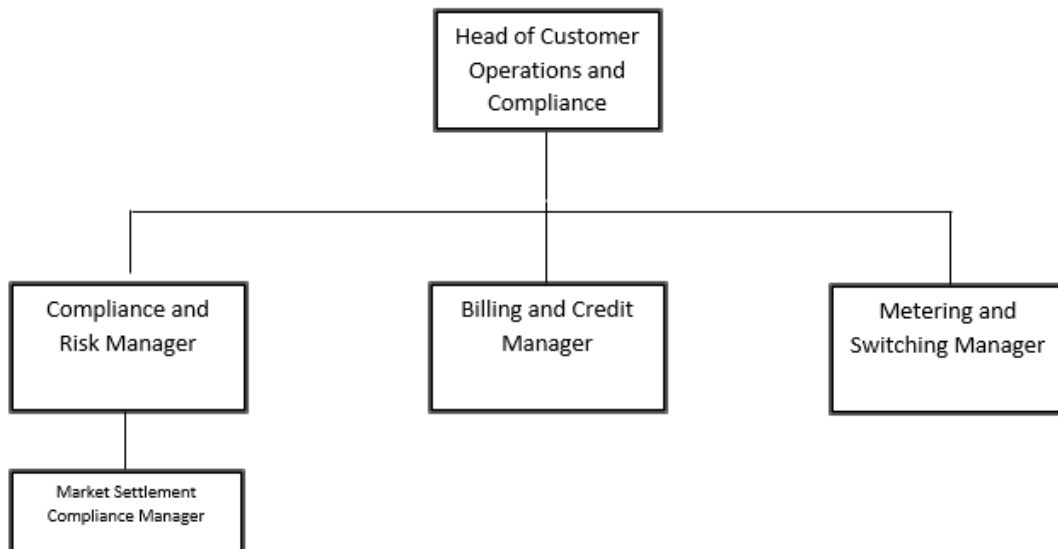 Head of Customer
Operations and
Compliance
Compliance and
Risk Manager
Billing and Credit
Manager
Metering and
Switching Manager
Market Settlement
Compliance Manager